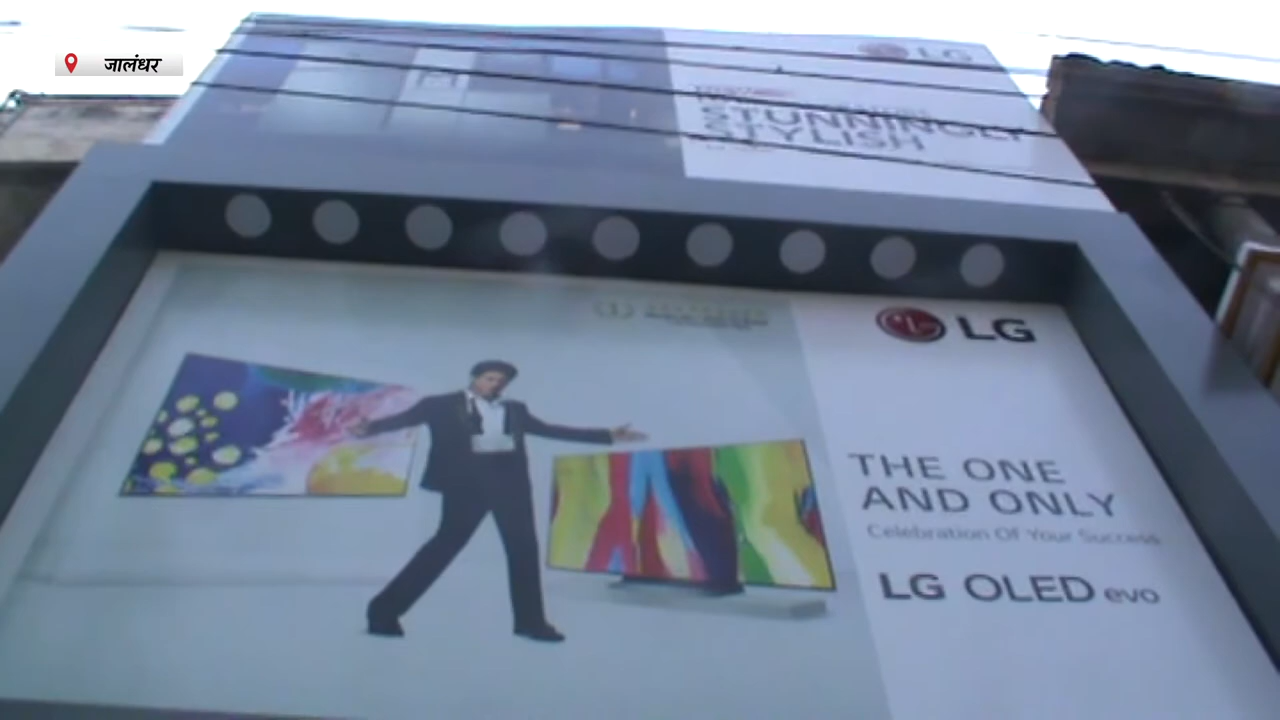 जालंधर
LG
STUNNINGLY
STYLISH
LG
THE ONE
AND ONLY
Celebration Of Your Success
LG OLED evo